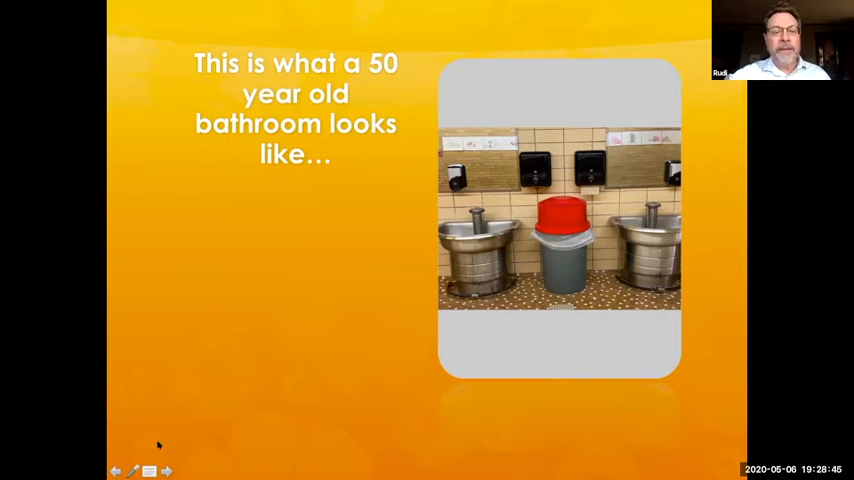 This is what a 50
year old
bathroom looks
like...
Rudi
2020-05-06 19:28:45